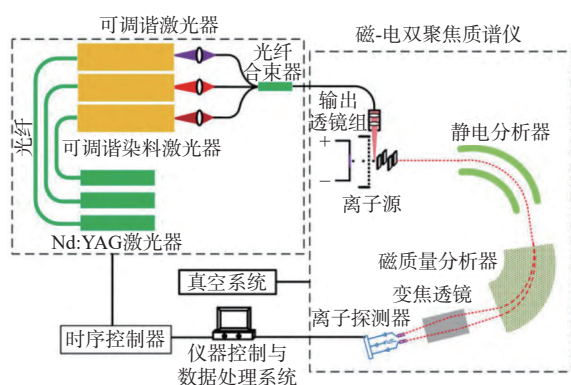 可调谐激光器
光纤
合束器
磁-电双聚焦质谱仪
输出
透镜组
光纤
可调谐染料激光器
静电分析器
+
−
离子源
Nd:YAG激光器
磁质量分析器
真空系统
变焦透镜
离子探测器
时序控制器
仪器控制与
数据处理系统